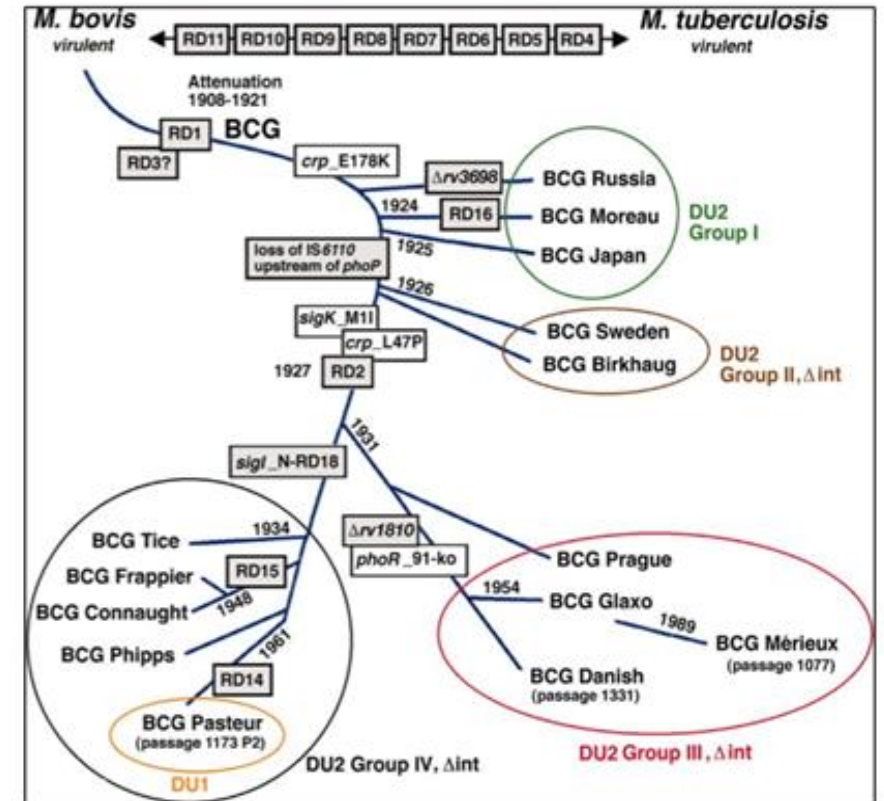 M. bovis
virulent
RD11 RD10 RD9 RD8 RD7 RD6 RD5 RD4
M. tuberculosis
virulent
Attenuation
1908-1921
RD1
BCG
RD3?
crp_E178K
Δrv3698
BCG Russia
1924
RD16
BCG Moreau
DU2
Group I
1925
BCG Japan
loss of IS6110
upstream of phoP
1926
sigK_M1I
crp_L47P
BCG Sweden
BCG Birkhaug
DU2
Group II, Δint
1927
RD2
1931
sigI_N-RD18
1934
BCG Tice
Δrv1810
phoR_91-ko
BCG Prague
RD15
BCG Frappier
1954
BCG Glaxo
BCG Connaught
1948
1989
BCG Mérieux
(passage 1077)
1961
BCG Phipps
RD14
BCG Danish
(passage 1331)
BCG Pasteur
(passage 1173 P2)
DU2 Group III, Δint
DU2 Group IV, Δint
DU1